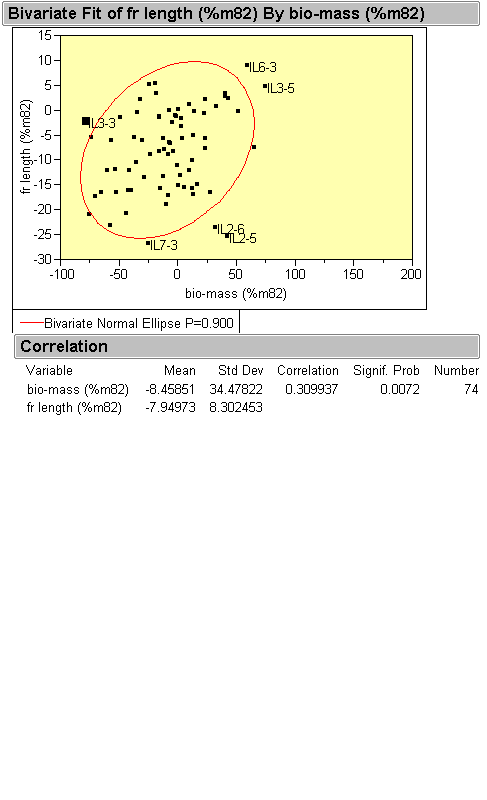 Bivariate Fit of fr length (%m82) By bio-mass (%m82)
15
10
5
0
-5
-10
-15
-20
-25
-30
fr length (%m82)
IL6-3
IL3-5
IL3-3
IL2-6
IL2-5
IL7-3
-100 -50 0 50 100 150 200
bio-mass (%m82)
Bivariate Normal Ellipse P=0.900
Correlation
Variable Mean Std Dev Correlation Signif. Prob Number
bio-mass (%m82) -8.45851 34.47822 0.309937 0.0072 74
fr length (%m82) -7.94973 8.302453